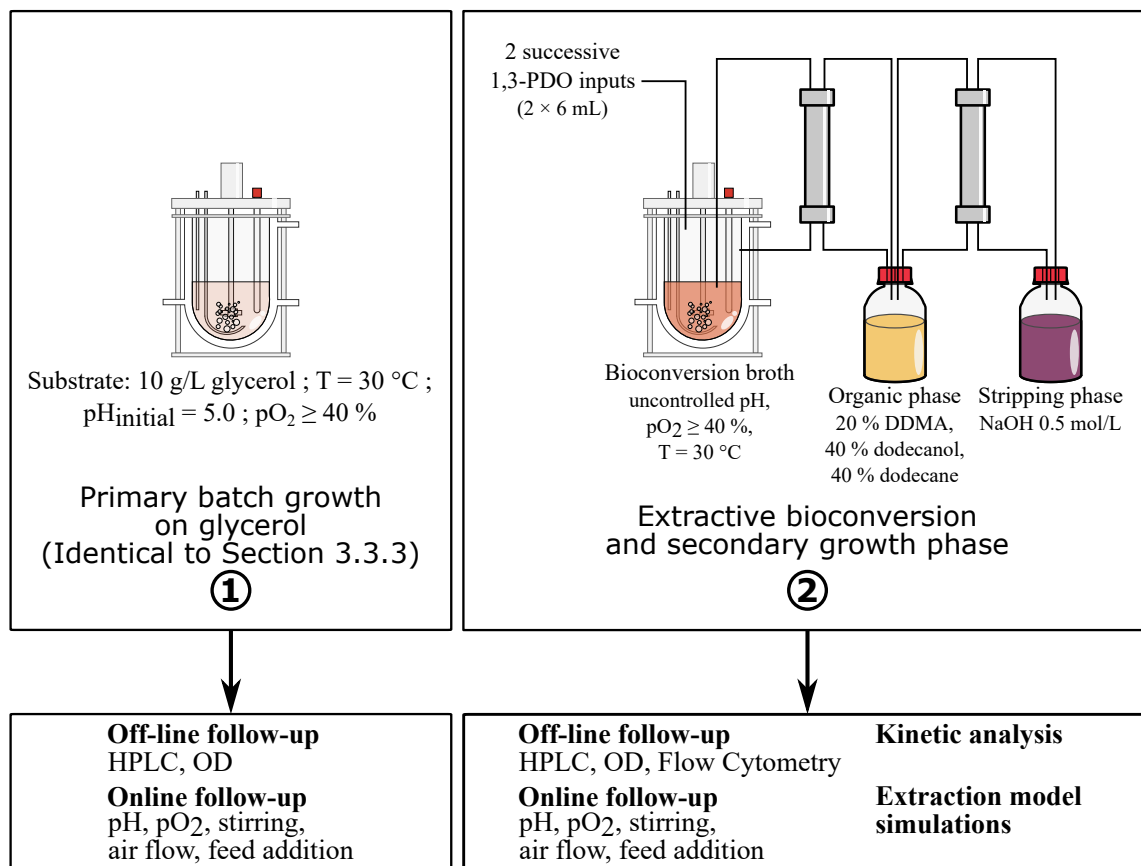 Substrate: 10 g/L glycerol ; T = 30 °C ;
pHinitial = 5.0 ; pO2 ≥ 40 %
Primary batch growth
on glycerol
(Identical to Section 3.3.3)
1
2 successive
1,3-PDO inputs
(2 × 6 mL)
Bioconversion broth
uncontrolled pH,
pO2 ≥ 40 %,
T = 30 °C
Organic phase
20 % DDMA,
40 % dodecanol,
40 % dodecane
Stripping phase
NaOH 0.5 mol/L
Extractive bioconversion
and secondary growth phase
2
Off-line follow-up
HPLC, OD
Online follow-up
pH, pO2, stirring,
air flow, feed addition
Off-line follow-up
HPLC, OD, Flow Cytometry
Online follow-up
pH, pO2, stirring,
air flow, feed addition
Kinetic analysis
Extraction model
simulations